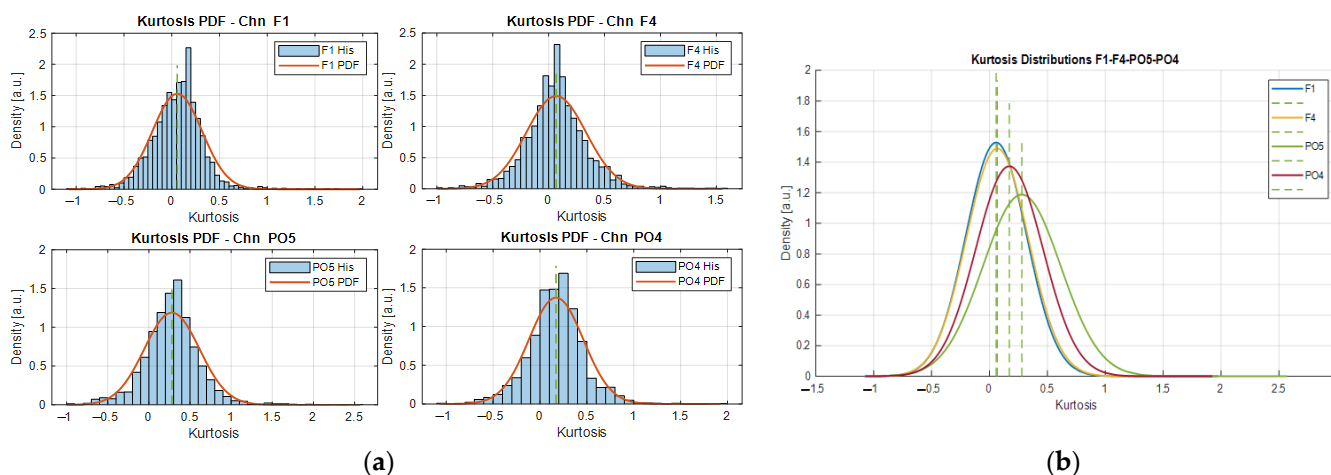 Kurtosis PDF - Chn F1
2.5
2
1.5
1
0.5
0
Density [a.u.]
F1 His
F1 PDF
−1 −0.5 0 0.5 1 1.5 2
Kurtosis
Kurtosis PDF - Chn F4
2.5
2
1.5
1
0.5
0
Density [a.u.]
F4 His
F4 PDF
−1 −0.5 0 0.5 1 1.5
Kurtosis
Kurtosis PDF - Chn PO5
2
1.5
1
0.5
0
Density [a.u.]
PO5 His
PO5 PDF
−1 −0.5 0 0.5 1 1.5 2 2.5
Kurtosis
Kurtosis PDF - Chn PO4
2
1.5
1
0.5
0
Density [a.u.]
PO4 His
PO4 PDF
−1 −0.5 0 0.5 1 1.5 2
Kurtosis
(a)
Kurtosis Distributions F1-F4-PO5-PO4
2
1.8
1.6
1.4
1.2
1
0.8
0.6
0.4
0.2
0
Density [a.u.]
F1
F4
PO5
PO4
−1.5 −1 −0.5 0 0.5 1 1.5 2 2.5
Kurtosis
(b)